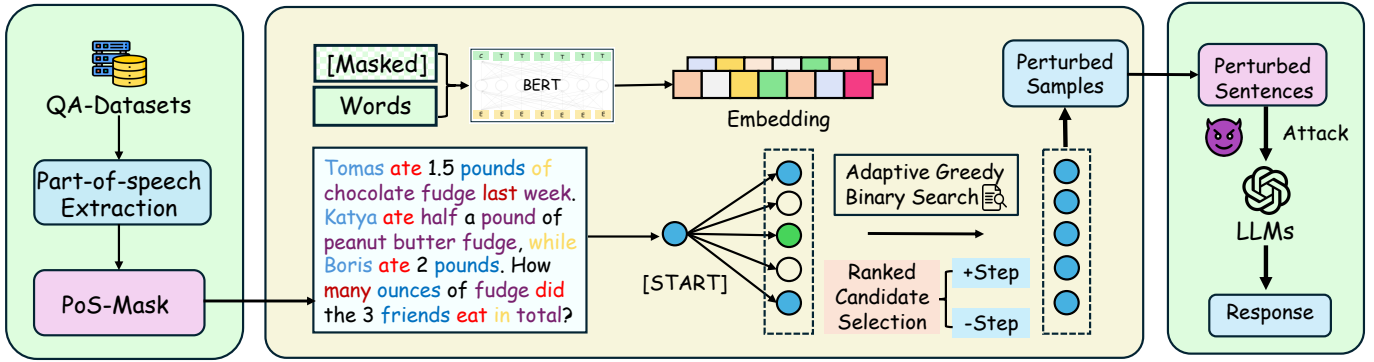 QA-Datasets
Part-of-speech
Extraction
PoS-Mask
[Masked]
Words
C T T T T T T
BERT
E E E E E E E
Embedding
Tomas ate 1.5 pounds of
chocolate fudge last week.
Katya ate half a pound of
peanut butter fudge, while
Boris ate 2 pounds. How
many ounces of fudge did
the 3 friends eat in total?
[START]
Adaptive Greedy
Binary Search
Ranked
Candidate
Selection
+Step
-Step
Perturbed
Samples
Perturbed
Sentences
Attack
LLMs
Response